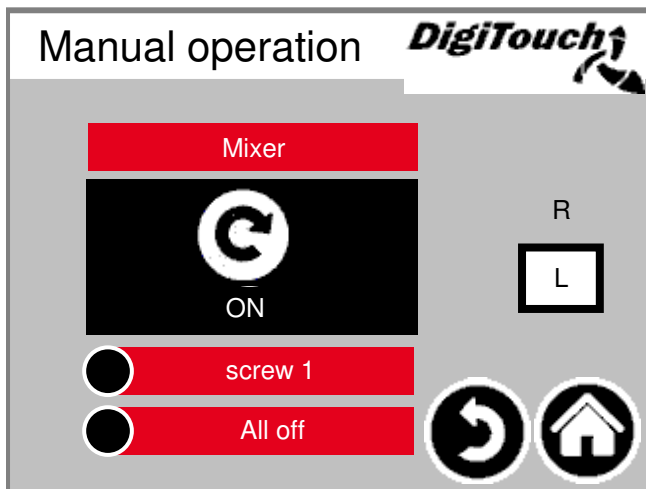 Manual operation
DigiTouch
Mixer
ON
R
L
screw 1
All off